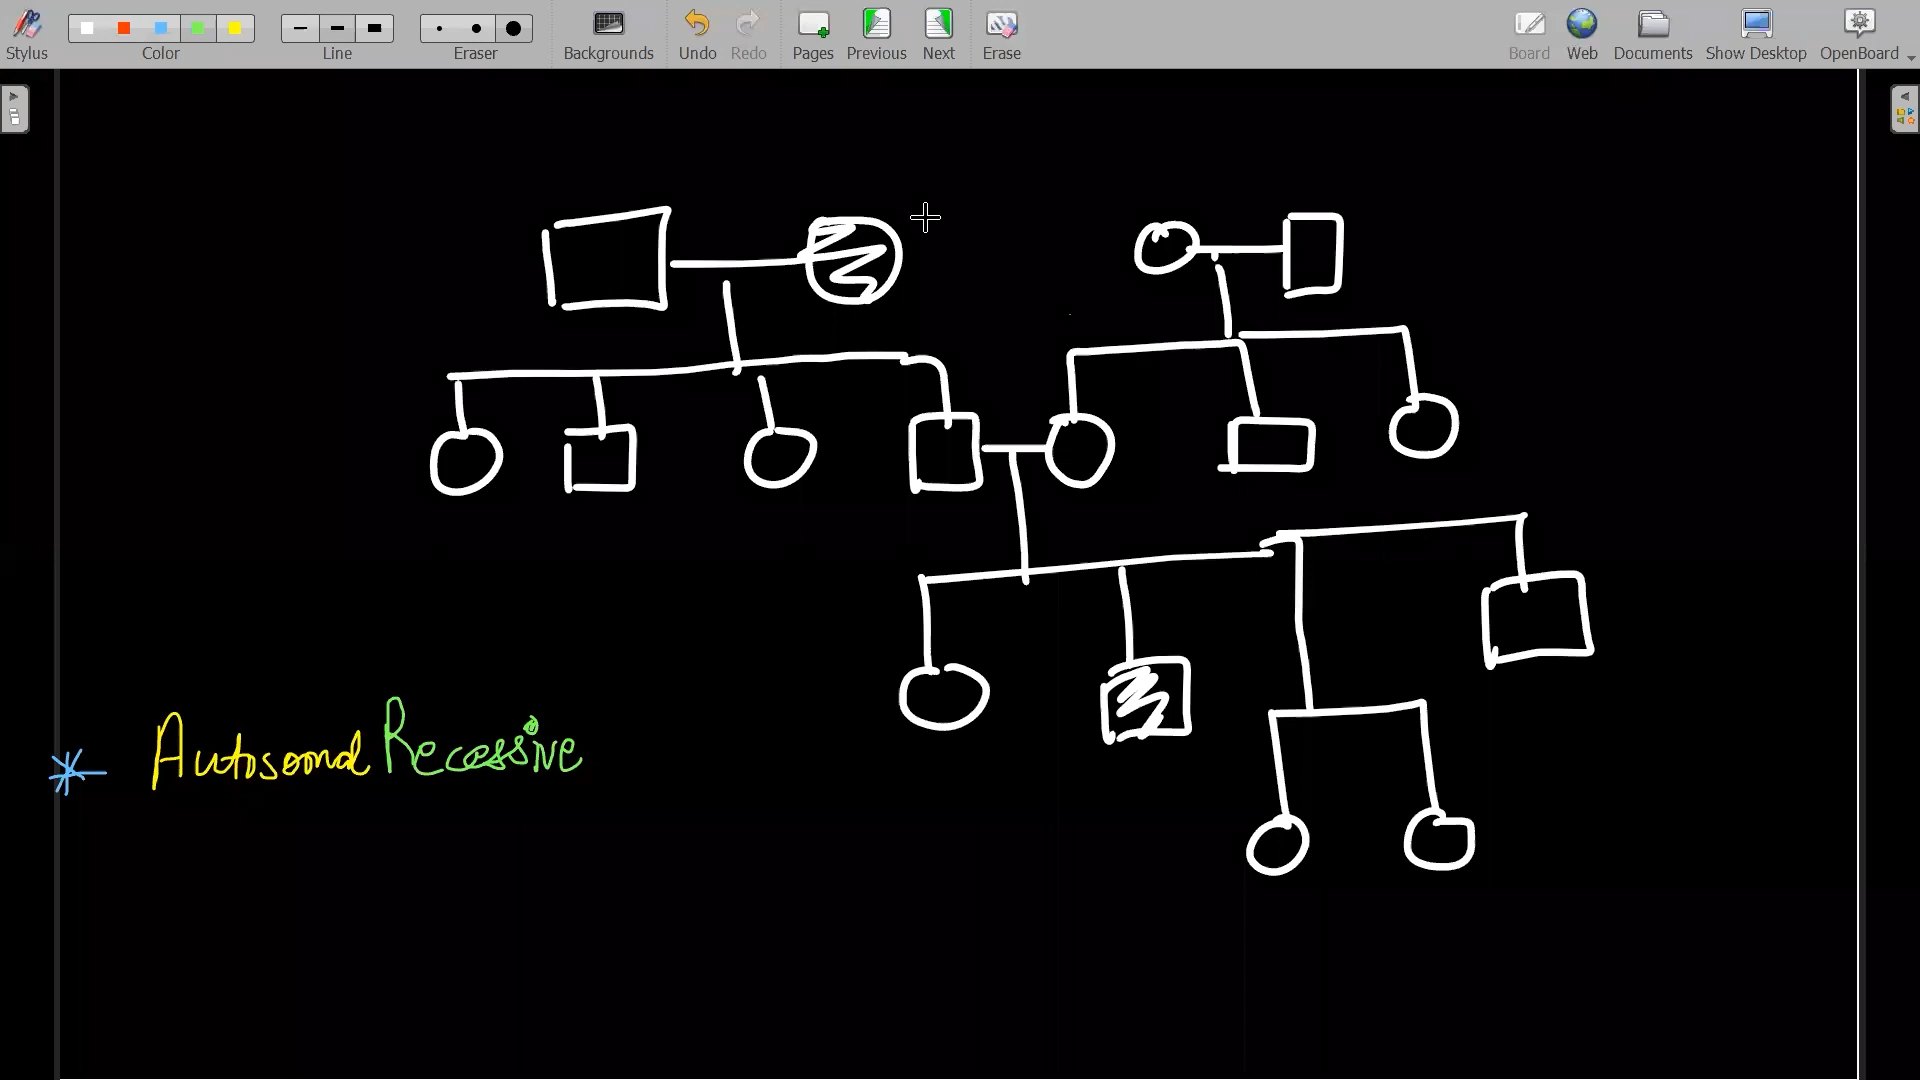 Stylus
Color
Line
Eraser
Backgrounds
Undo
Redo
Pages
Previous
Next
Erase
Board
Web
Documents
Show Desktop
OpenBoard
Autosomal Recessive